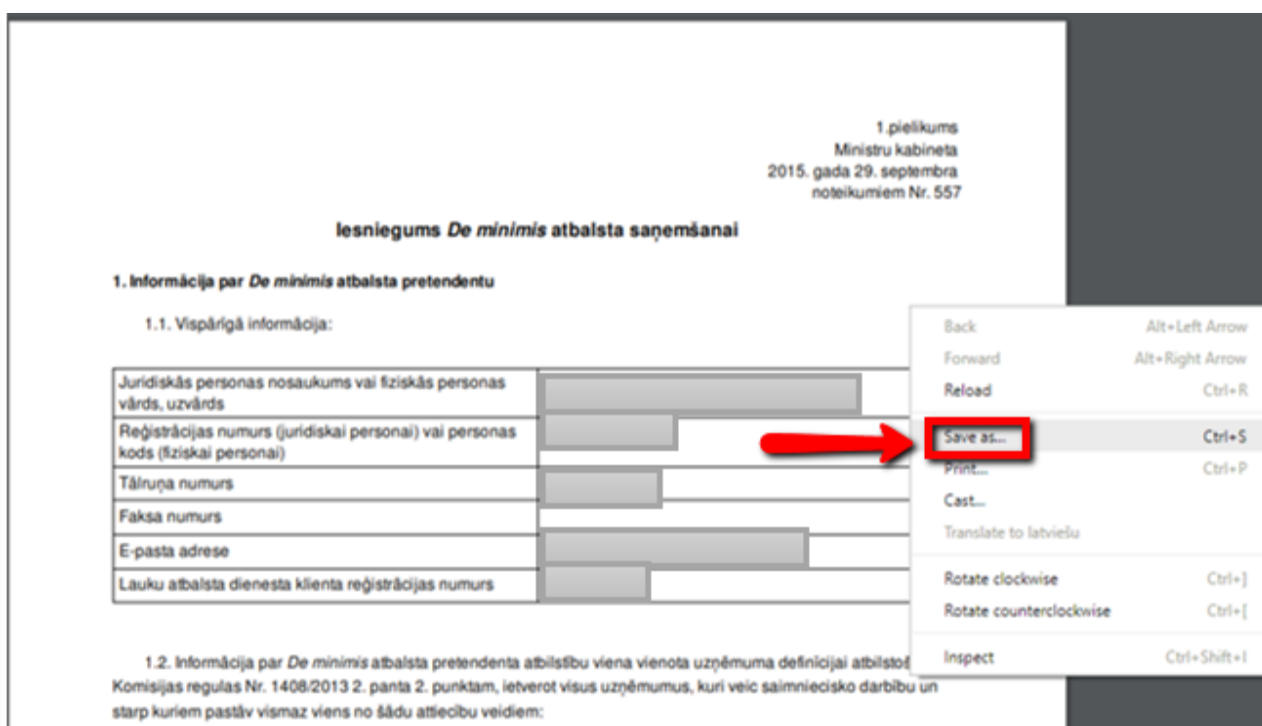 1.pielikums
Ministru kabineta
2015. gada 29. septembra
noteikumiem Nr. 557
Iesniegums De minimis atbalsta saņemšanai
1. Informācija par De minimis atbalsta pretendentu
1.1. Vispārīgā informācija:
Juridiskās personas nosaukums vai fiziskās personas
vārds, uzvārds
Reģistrācijas numurs (juridiskai personai) vai personas
kods (fiziskai personai)
Tālruņa numurs
Faksa numurs
E-pasta adrese
Lauku atbalsta dienesta klienta reģistrācijas numurs
1.2. Informācija par De minimis atbalsta pretendenta atbilstību viena vienota uzņēmuma definīcijai
Komisijas regulas Nr. 1408/2013 2. panta 2. punktam, ietverot visus uzņēmumus, kuri veic saimniecisko darbību un
starp kuriem pastāv vismaz viens no šādu attiecību veidiem:
Back Alt+Left Arrow
Forward Alt+Right Arrow
Reload Ctrl+R
Save as... Ctrl+S
Print... Ctrl+P
Cast...
Translate to latviešu
Rotate clockwise Ctrl+]
Rotate counterclockwise Ctrl+[
Inspect Ctrl+Shift+I